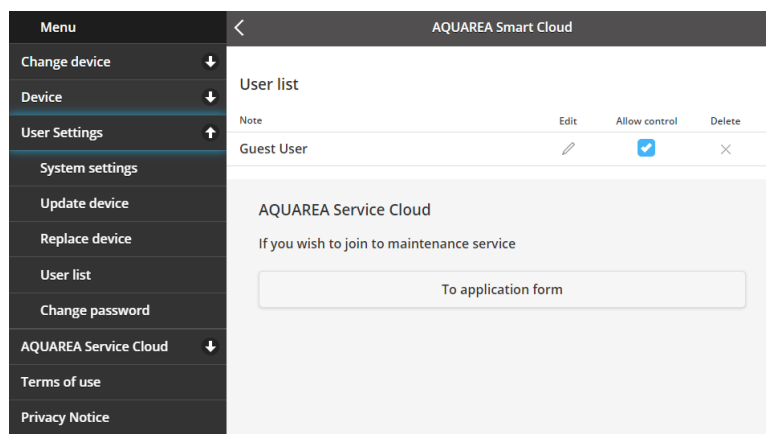 Menu
AQUAREA Smart Cloud
Change device
Device
User Settings
System settings
Update device
Replace device
User list
Change password
AQUAREA Service Cloud
Terms of use
Privacy Notice
User list
Note Edit Allow control Delete
Guest User
AQUAREA Service Cloud
If you wish to join to maintenance service
To application form